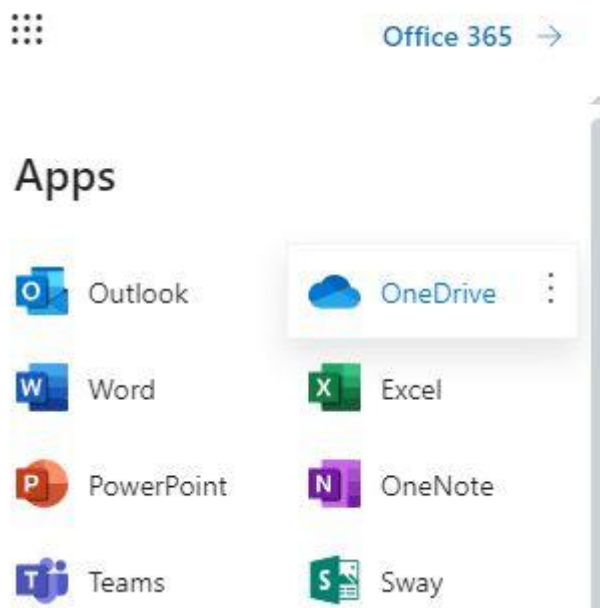 Office 365 →
Apps
Outlook
OneDrive
Word
Excel
PowerPoint
OneNote
Teams
Sway